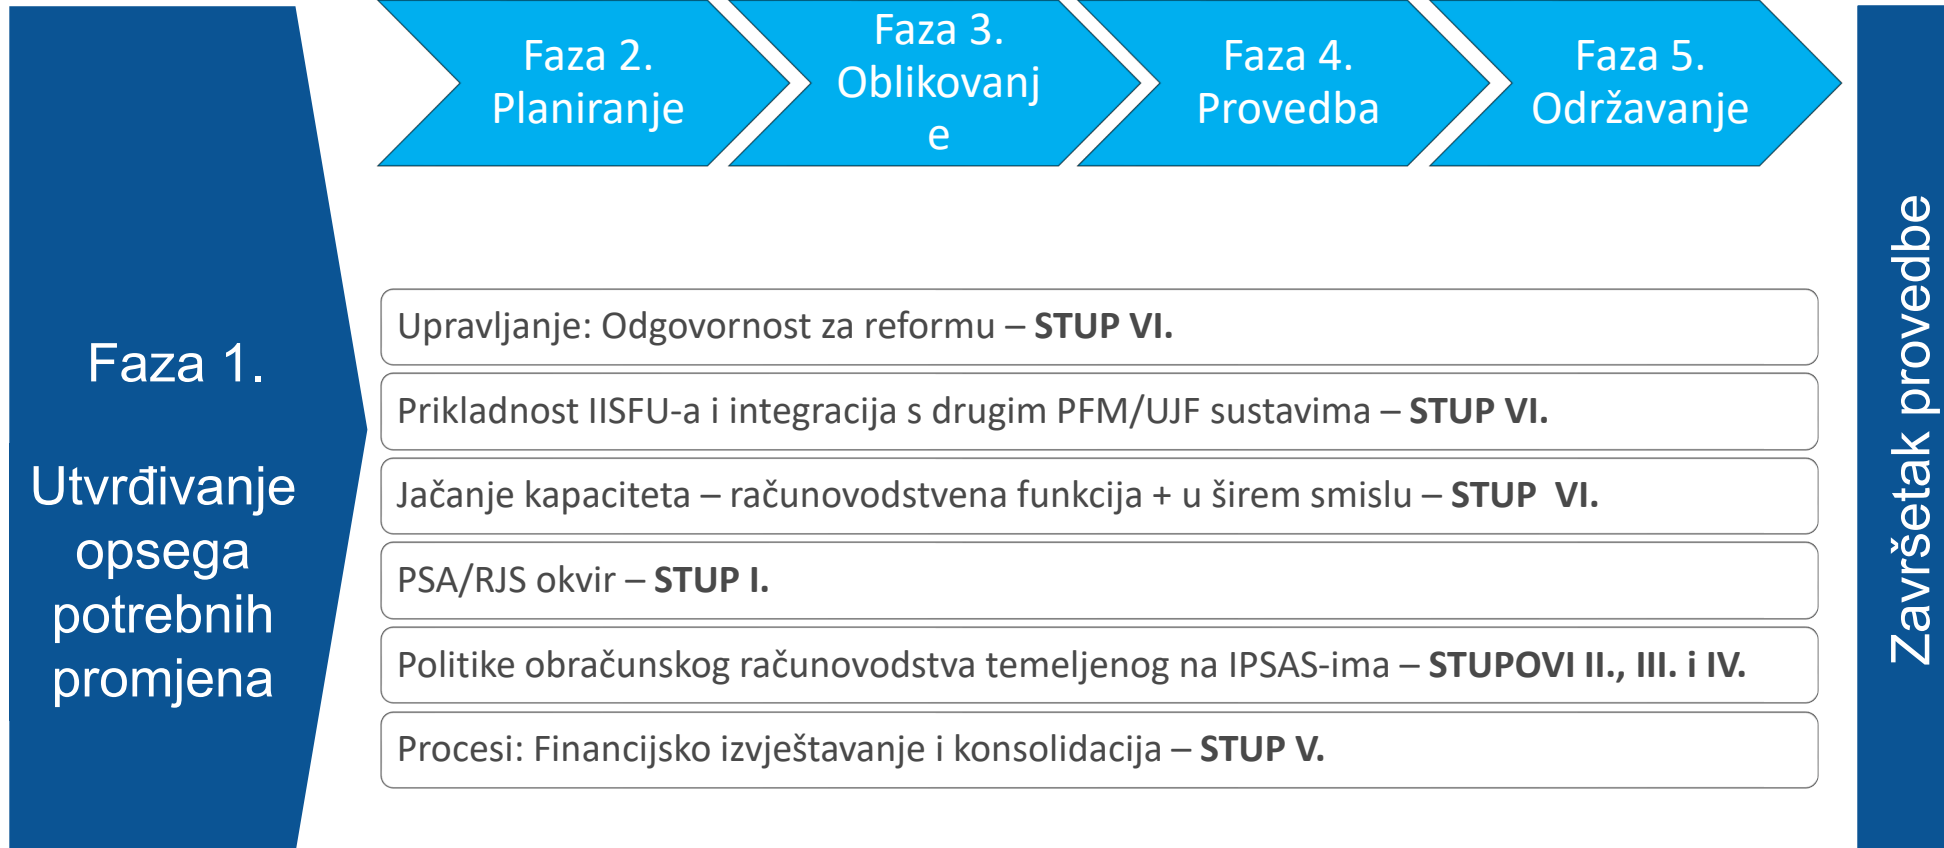 Faza 1.
Utvrđivanje
opsega
potrebnih
promjena
Faza 2.
Planiranje
Faza 3.
Oblikovanj
e
Faza 4.
Provedba
Faza 5.
Održavanje
Upravljanje: Odgovornost za reformu – STUP VI.
Prikladnost IISFU-a i integracija s drugim PFM/UJF sustavima – STUP VI.
Jačanje kapaciteta – računovodstvena funkcija + u širem smislu – STUP  VI.
PSA/RJS okvir – STUP I.
Politike obračunskog računovodstva temeljenog na IPSAS-ima – STUPOVI II., III. i IV.
Procesi: Financijsko izvještavanje i konsolidacija – STUP V.
Završetak provedbe